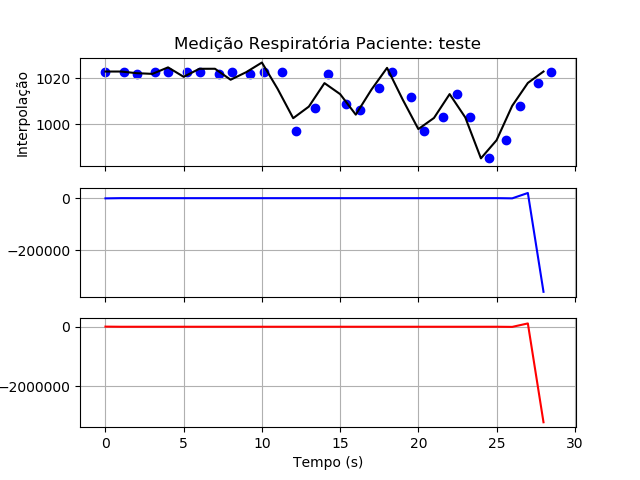 Medição Respiratória Paciente: teste
Interpolação
1020
1000
0
−200000
0
−2000000
0 5 10 15 20 25 30
Tempo (s)